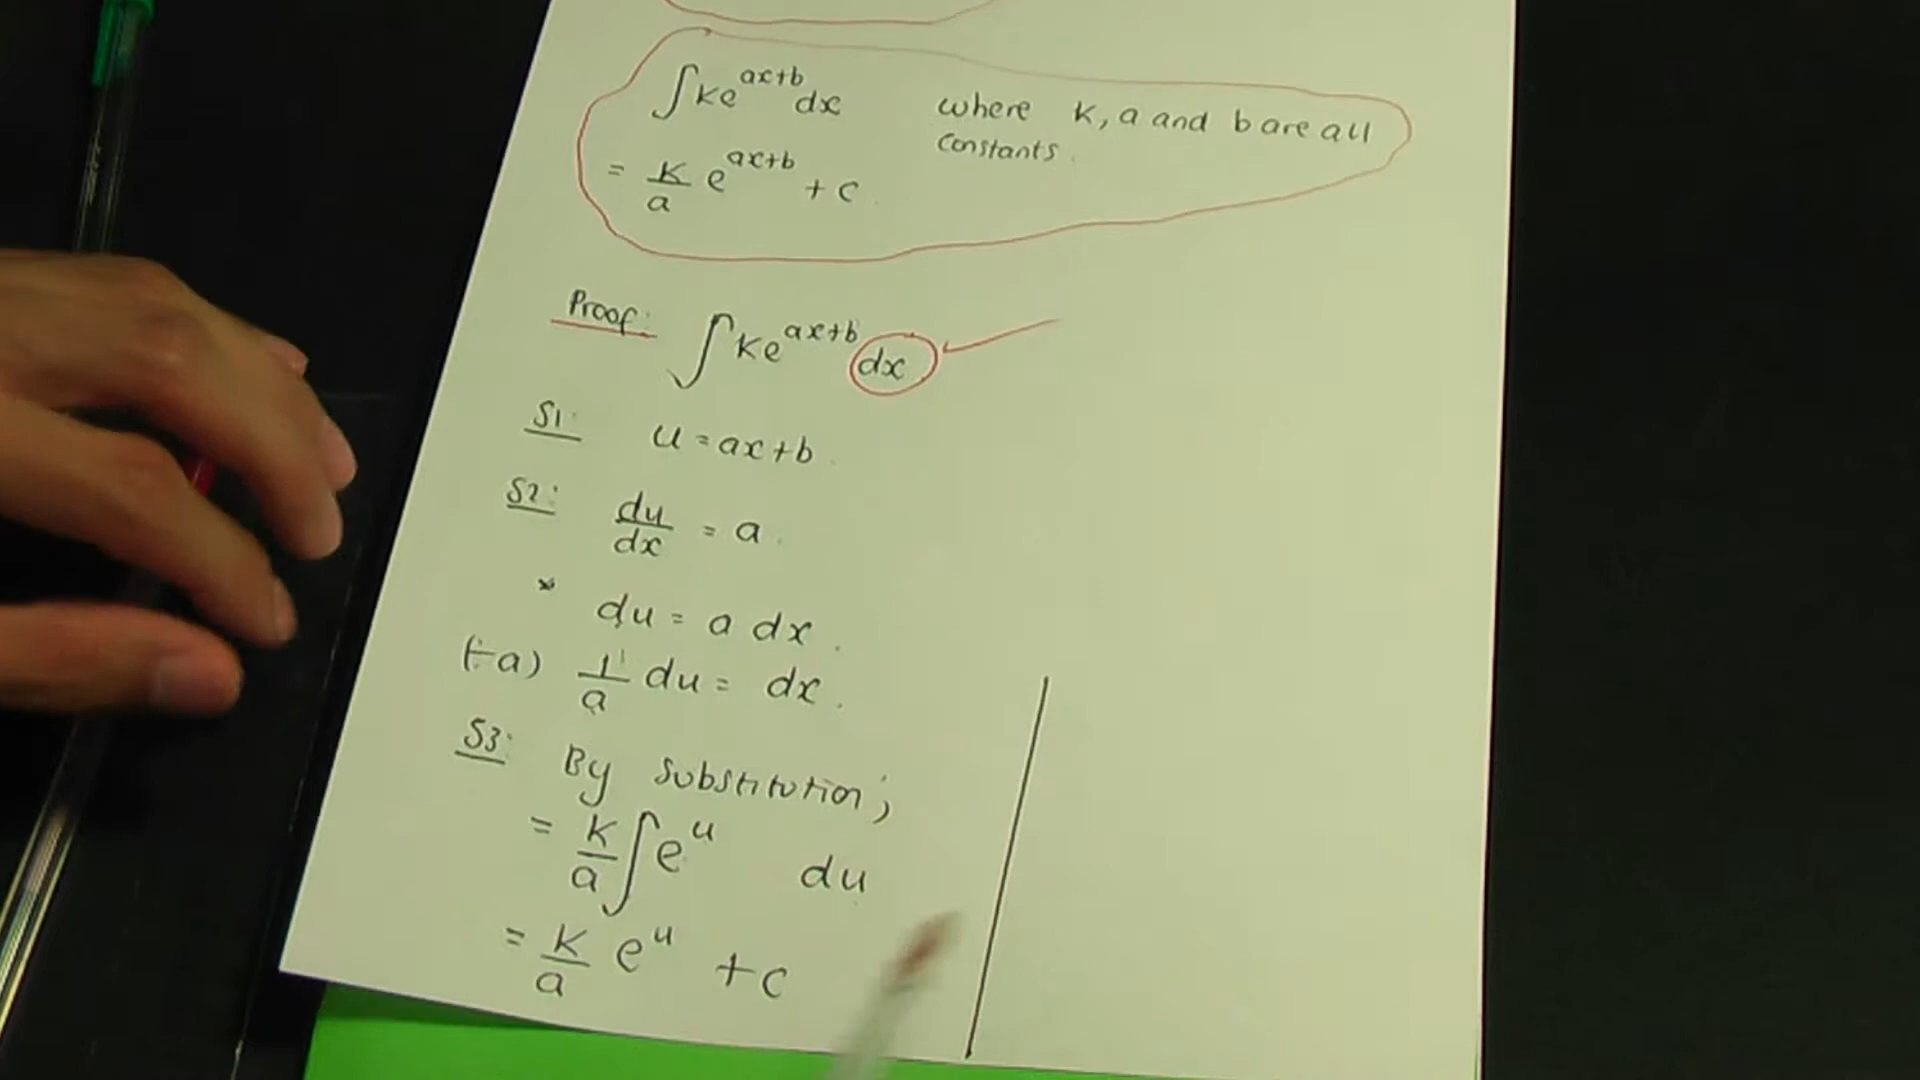 ∫ke^{ax+b} dx where k, a and b are all
constants.
= k/a e^{ax+b} + c
Proof: ∫ke^{ax+b} dx
S1: u = ax+b
S2: du/dx = a.
* du = a dx.
(÷a) 1/a du = dx.
S3: By substitution;
= k/a ∫e^u du
= k/a e^u + c